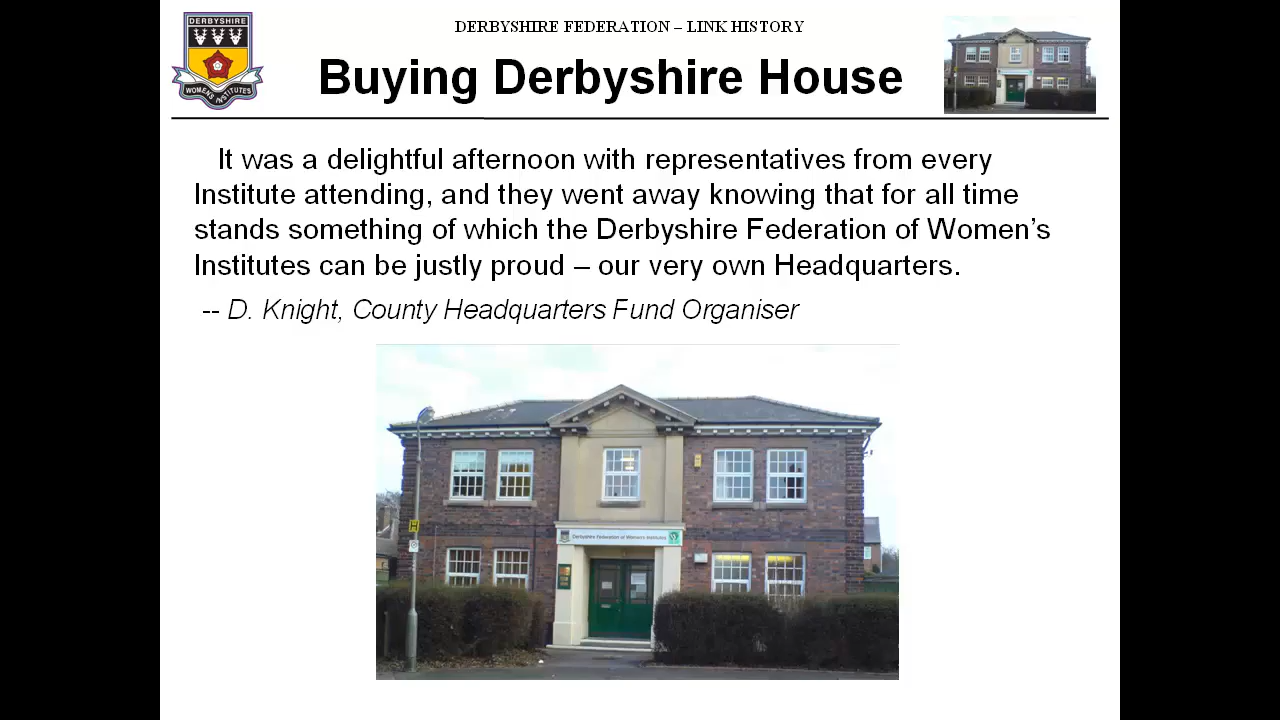 DERBYSHIRE
WOMENS INSTITUTES
DERBYSHIRE FEDERATION – LINK HISTORY
Buying Derbyshire House
It was a delightful afternoon with representatives from every
Institute attending, and they went away knowing that for all time
stands something of which the Derbyshire Federation of Women’s
Institutes can be justly proud – our very own Headquarters.
-- D. Knight, County Headquarters Fund Organiser
Derbyshire Federation of Women's Institutes
H